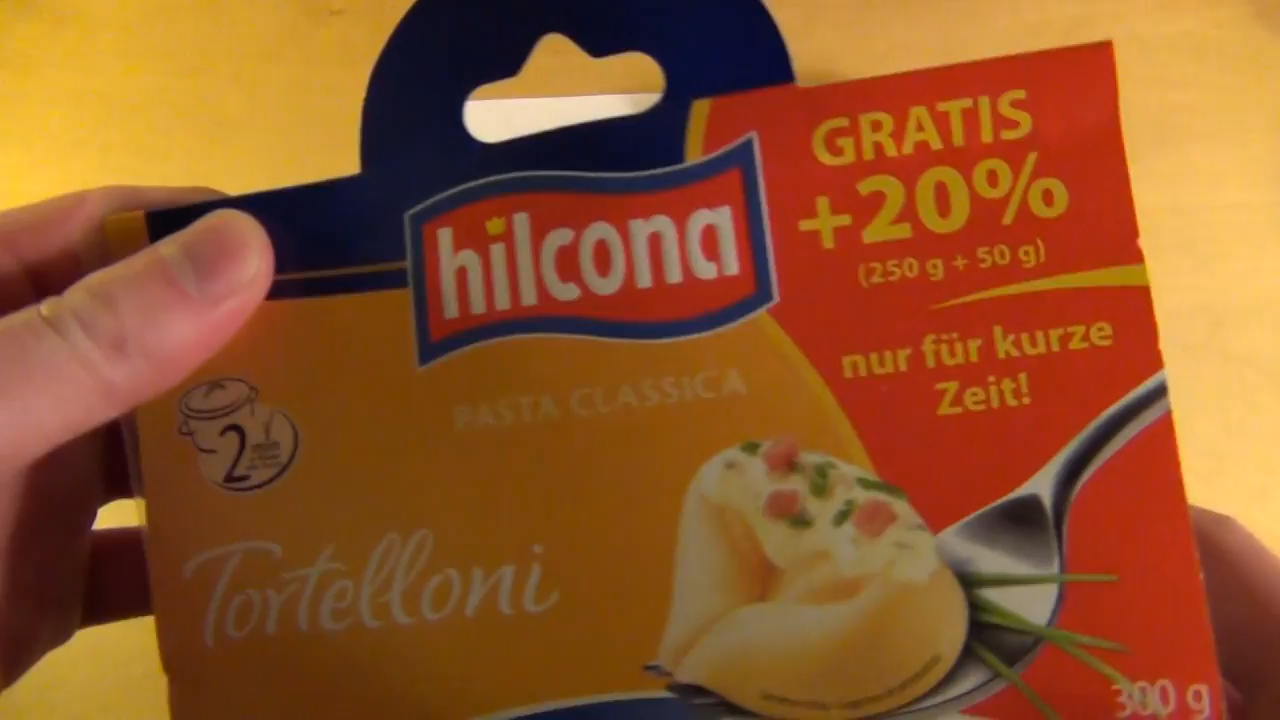 hilcona
GRATIS
+20%
(250 g + 50 g)
nur für kurze
Zeit!
PASTA CLASSICA
2
Tortelloni
300 g